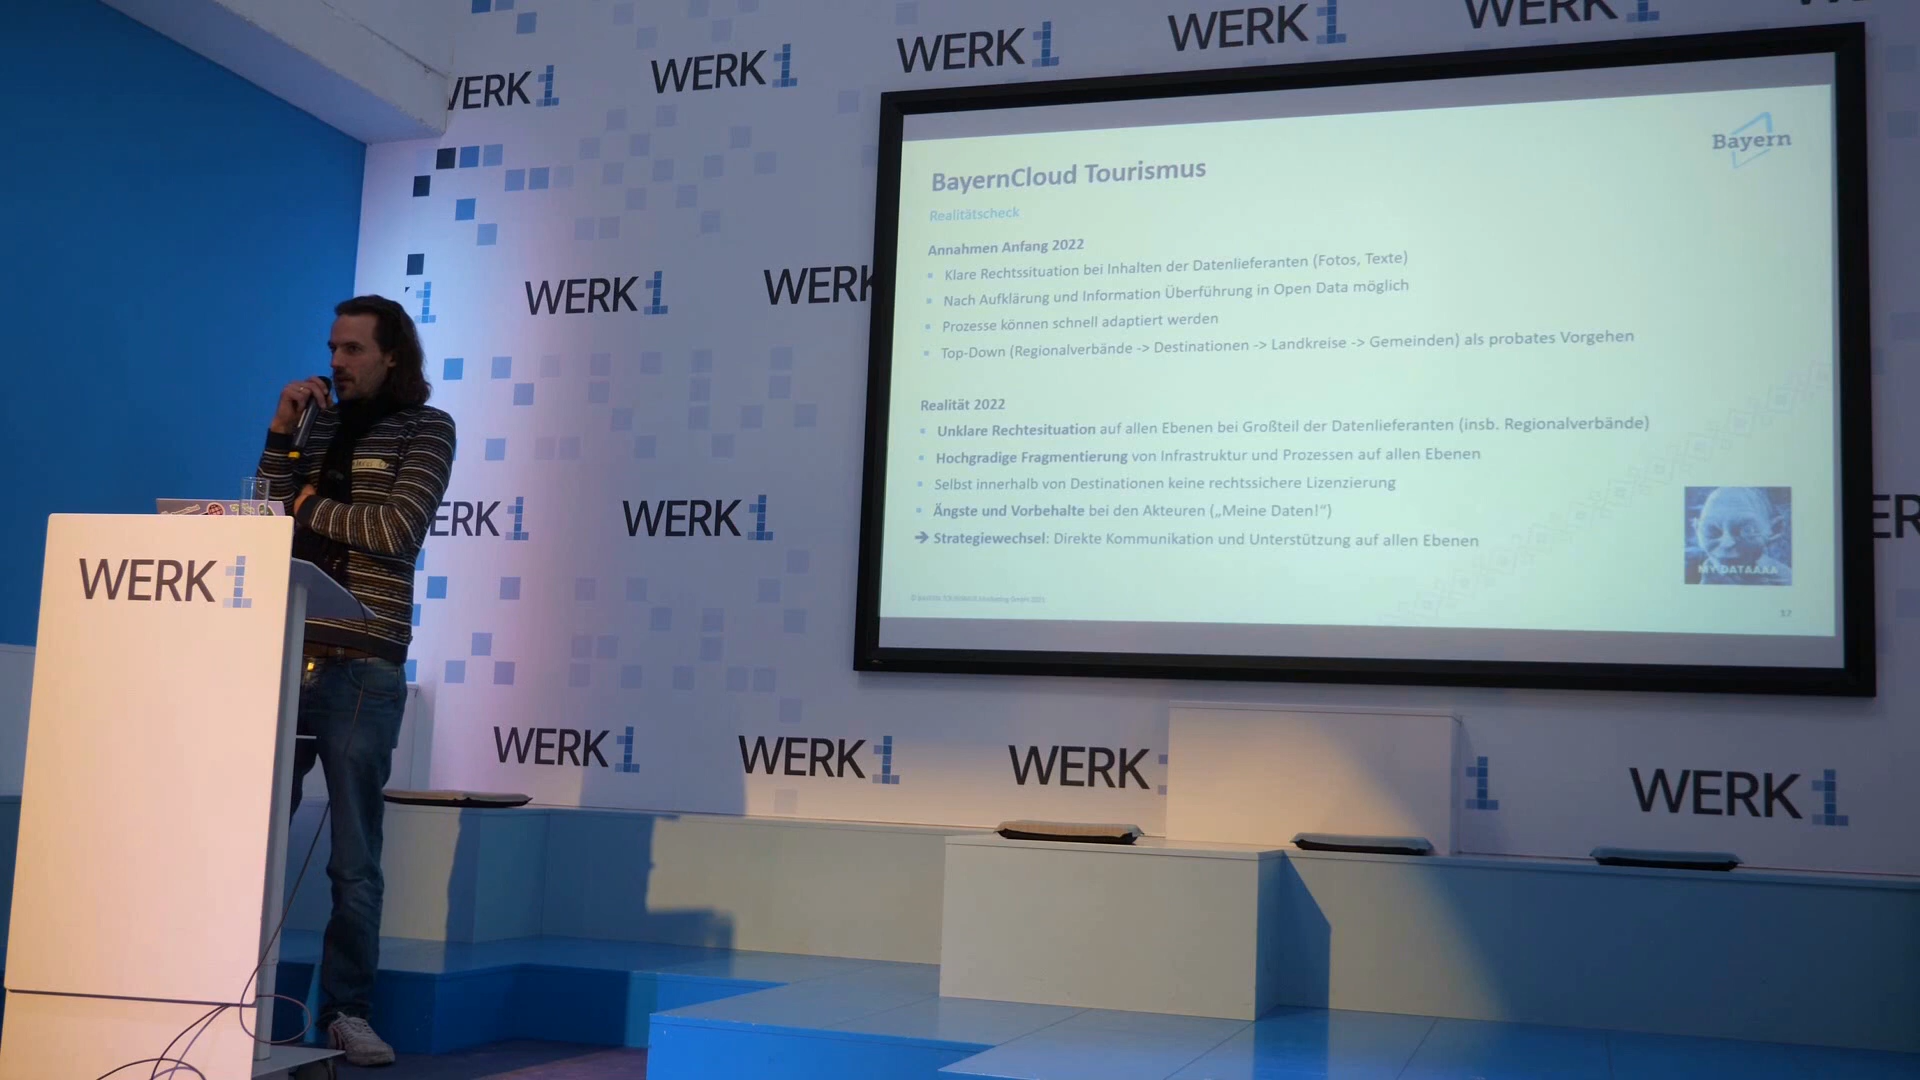 WERK1
WERK1
WERK1
WERK1
WERK
WERK1
WERK
ERK1
WERK1
ER
WERK1
WERK1
WERK1
WERK
1
WERK1
Bayern
BayernCloud Tourismus
Realitätscheck
Annahmen Anfang 2022
Klare Rechtssituation bei Inhalten der Datenlieferanten (Fotos, Texte)
Nach Aufklärung und Information Überführung in Open Data möglich
Prozesse können schnell adaptiert werden
Top-Down (Regionalverbände -> Destinationen -> Landkreise -> Gemeinden) als probates Vorgehen
Realität 2022
Unklare Rechtesituation auf allen Ebenen bei Großteil der Datenlieferanten (insb. Regionalverbände)
Hochgradige Fragmentierung von Infrastruktur und Prozessen auf allen Ebenen
Selbst innerhalb von Destinationen keine rechtssichere Lizenzierung
Ängste und Vorbehalte bei den Akteuren („Meine Daten!“)
➔ Strategiewechsel: Direkte Kommunikation und Unterstützung auf allen Ebenen
MY DATAAAA